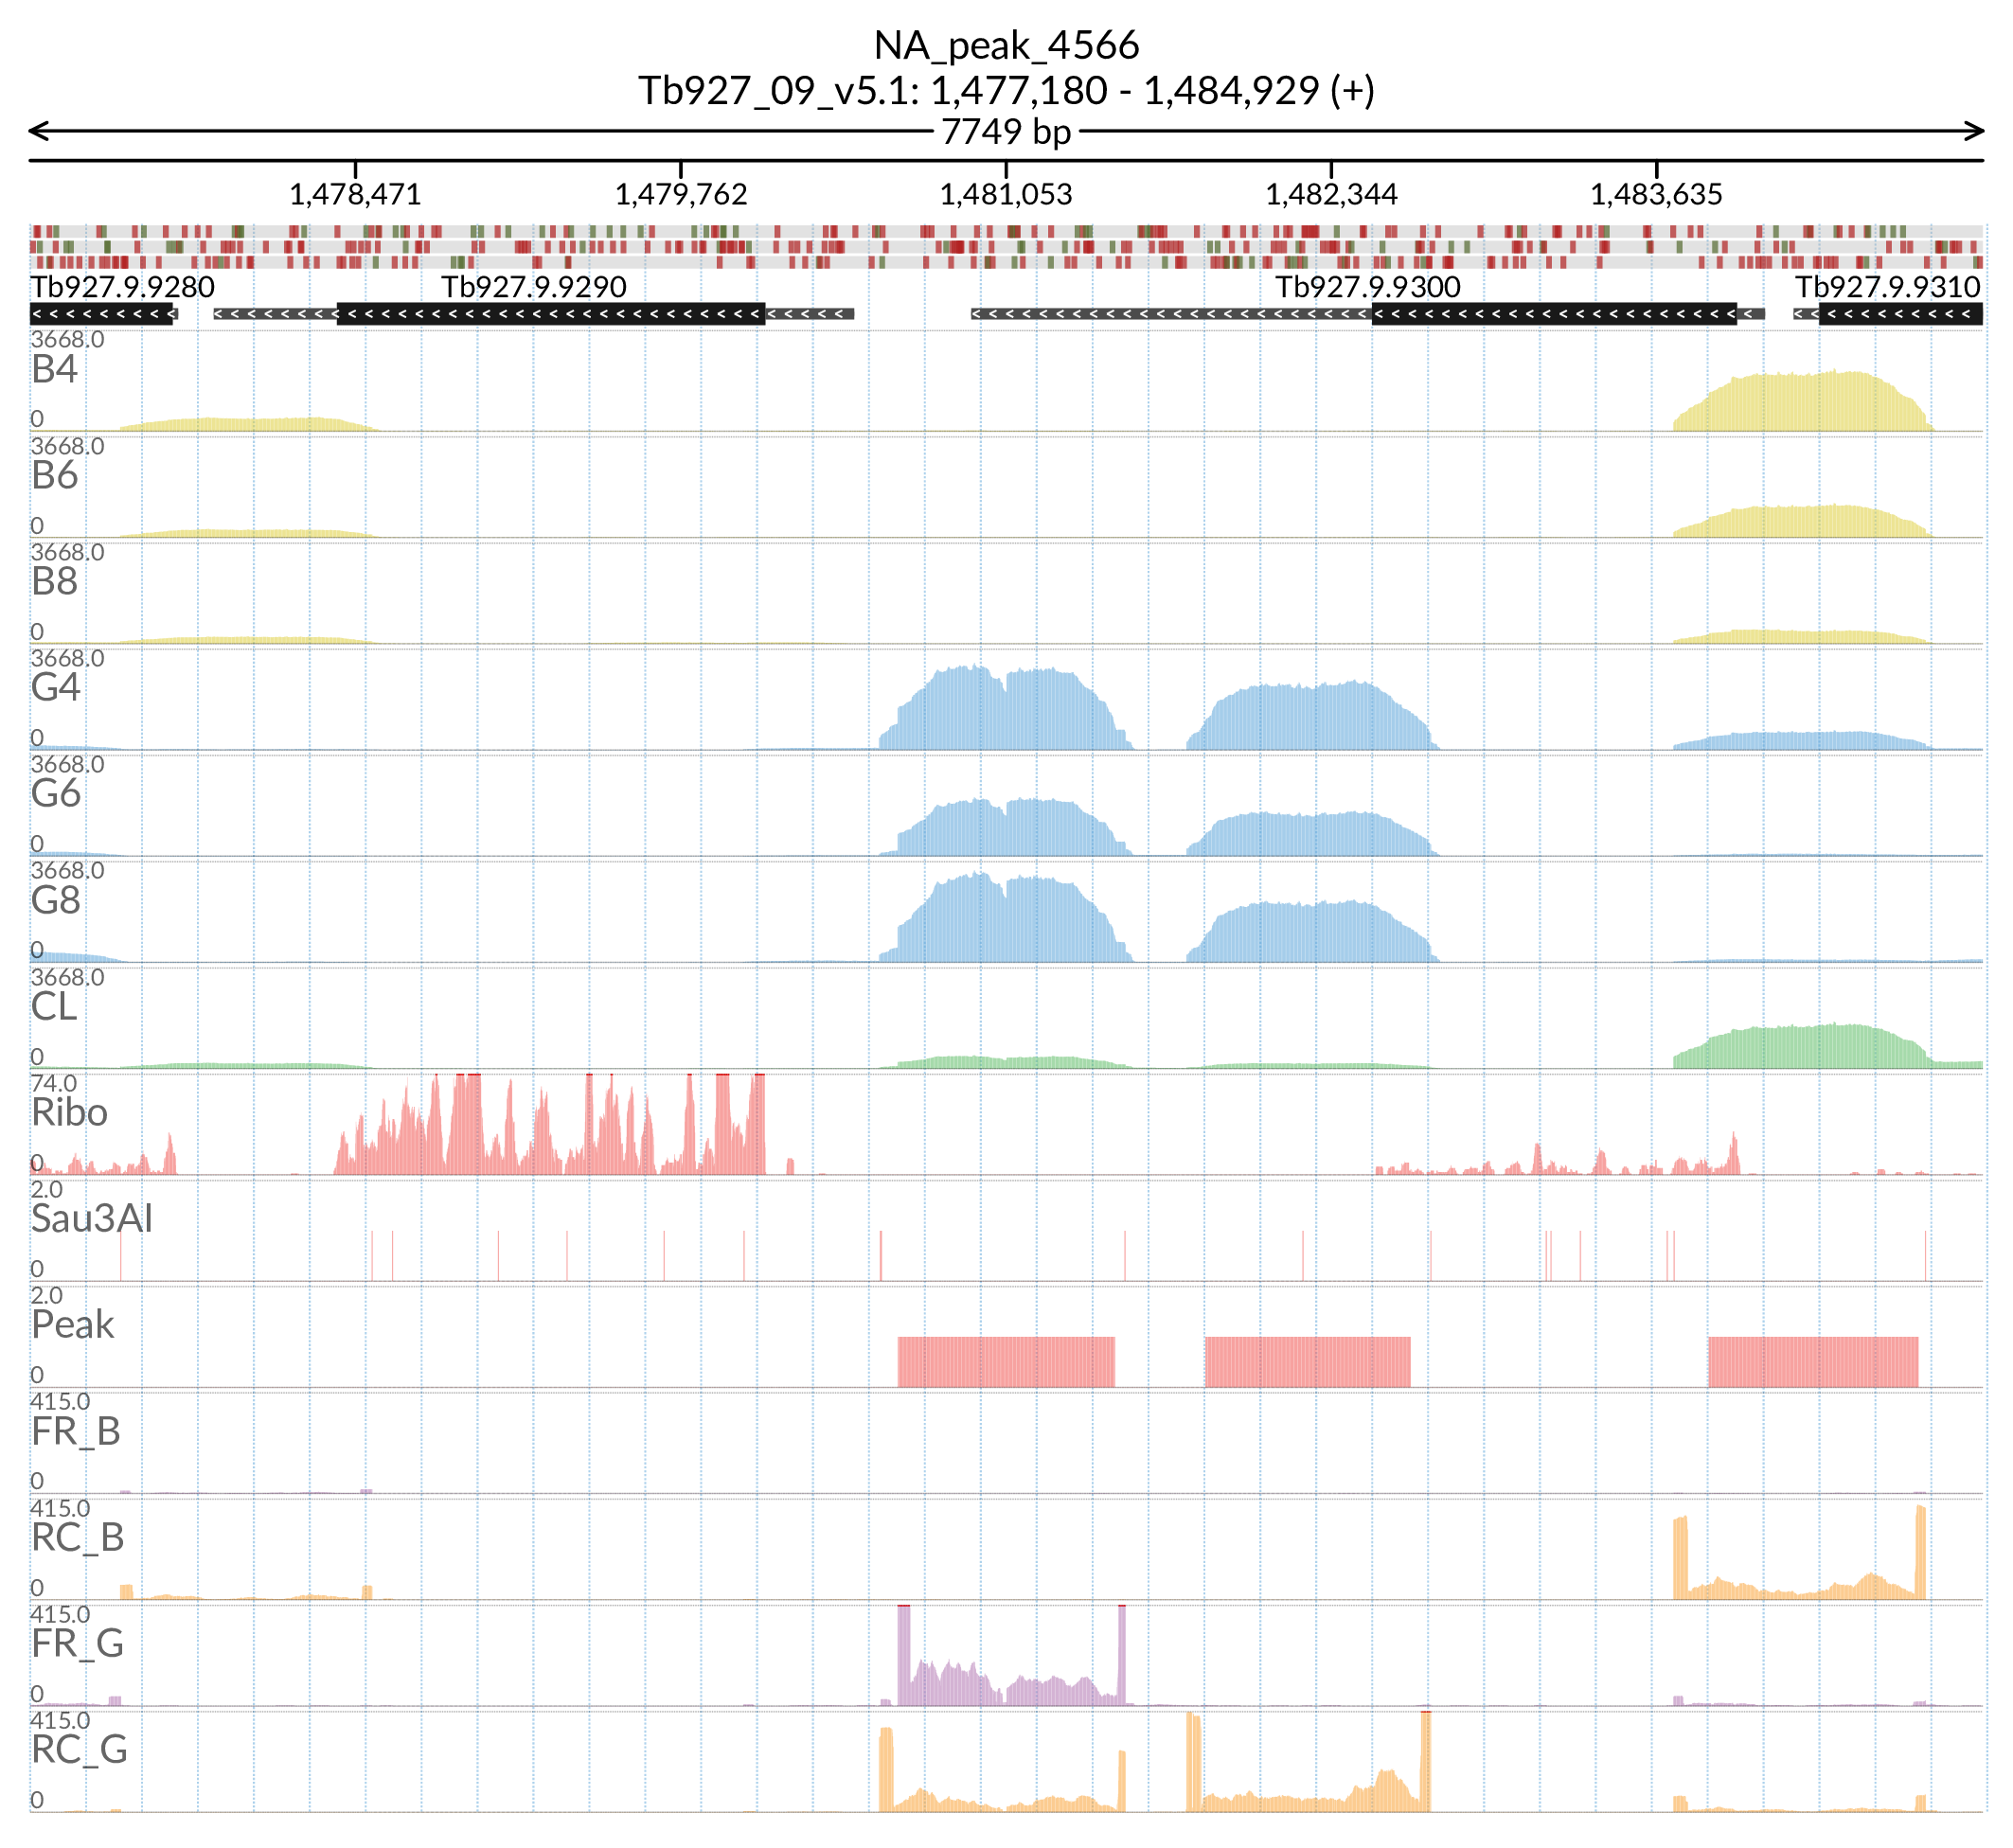 NA_peak_4566
Tb927_09_v5.1: 1,477,180 - 1,484,929 (+)
7749 bp
1,478,471 1,479,762 1,481,053 1,482,344 1,483,635
Tb927.9.9280 Tb927.9.9290 Tb927.9.9300 Tb927.9.9310
3668.0
B4
0
3668.0
B6
0
3668.0
B8
0
3668.0
G4
0
3668.0
G6
0
3668.0
G8
0
3668.0
CL
0
74.0
Ribo
0
2.0
Sau3AI
0
2.0
Peak
0
415.0
FR_B
0
415.0
RC_B
0
415.0
FR_G
0
415.0
RC_G
0